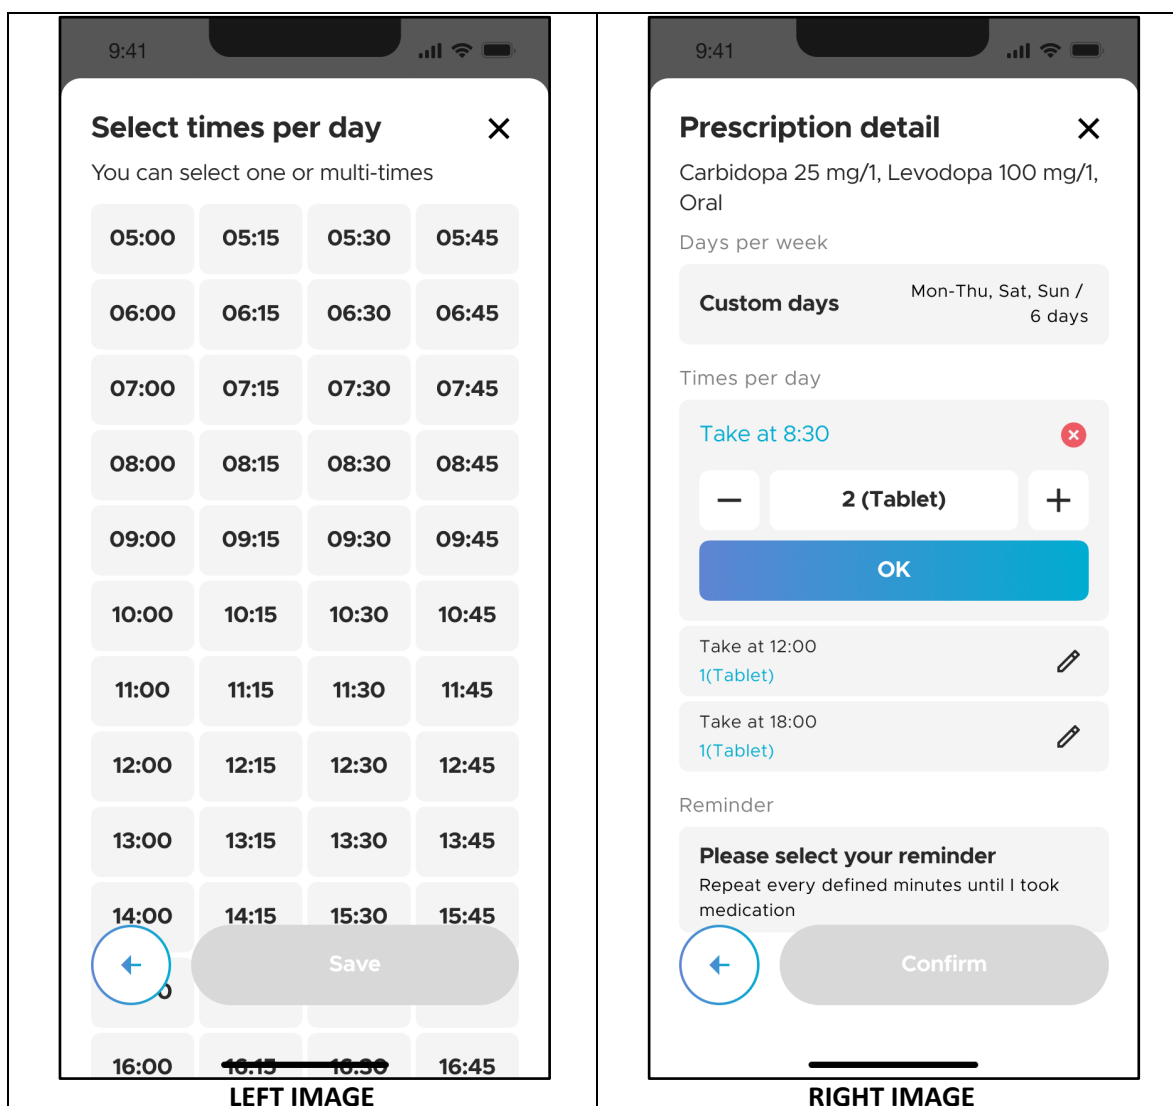 9:41
Select times per day
You can select one or multi-times
05:00 05:15 05:30 05:45
06:00 06:15 06:30 06:45
07:00 07:15 07:30 07:45
08:00 08:15 08:30 08:45
09:00 09:15 09:30 09:45
10:00 10:15 10:30 10:45
11:00 11:15 11:30 11:45
12:00 12:15 12:30 12:45
13:00 13:15 13:30 13:45
14:00 14:15 15:30 15:45
Save
16:00 16:15 16:30 16:45
LEFT IMAGE
9:41
Prescription detail
Carbidopa 25 mg/1, Levodopa 100 mg/1,
Oral
Days per week
Custom days
Mon-Thu, Sat, Sun /
6 days
Times per day
Take at 8:30
2 (Tablet)
OK
Take at 12:00
1(Tablet)
Take at 18:00
1(Tablet)
Reminder
Please select your reminder
Repeat every defined minutes until I took
medication
Confirm
RIGHT IMAGE